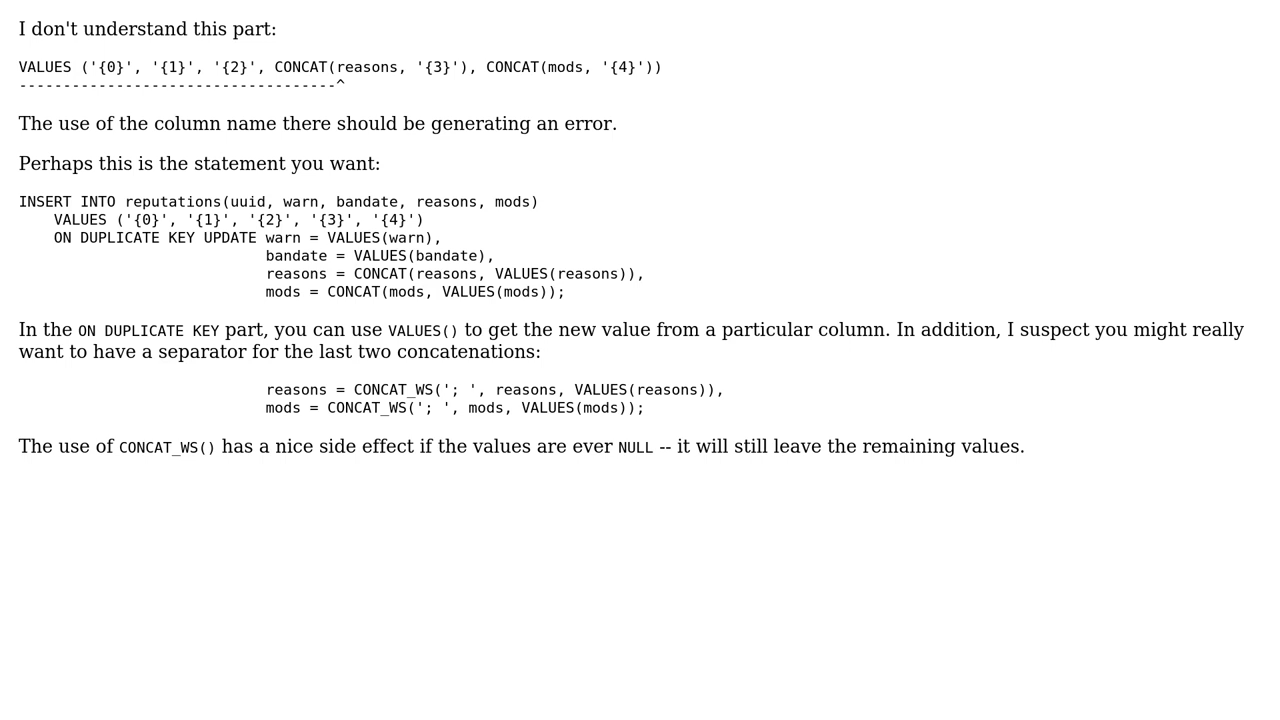 I don't understand this part:
VALUES ('{0}', '{1}', '{2}', CONCAT(reasons, '{3}'), CONCAT(mods, '{4}'))
------------------------------------^
The use of the column name there should be generating an error.
Perhaps this is the statement you want:
INSERT INTO reputations(uuid, warn, bandate, reasons, mods)
    VALUES ('{0}', '{1}', '{2}', '{3}', '{4}')
    ON DUPLICATE KEY UPDATE warn = VALUES(warn),
                            bandate = VALUES(bandate),
                            reasons = CONCAT(reasons, VALUES(reasons)),
                            mods = CONCAT(mods, VALUES(mods));
In the ON DUPLICATE KEY part, you can use VALUES() to get the new value from a particular column. In addition, I suspect you might really
want to have a separator for the last two concatenations:
                            reasons = CONCAT_WS('; ', reasons, VALUES(reasons)),
                            mods = CONCAT_WS('; ', mods, VALUES(mods));
The use of CONCAT_WS() has a nice side effect if the values are ever NULL -- it will still leave the remaining values.